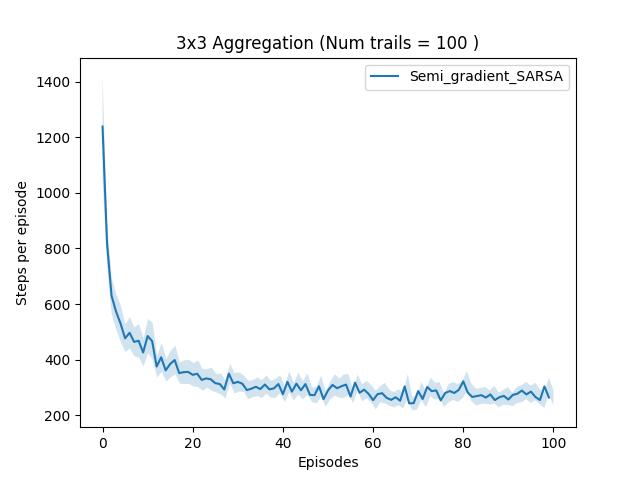 3x3 Aggregation (Num trails = 100 )
Semi_gradient_SARSA
Steps per episode
1400
1200
1000
800
600
400
200
0 20 40 60 80 100
Episodes